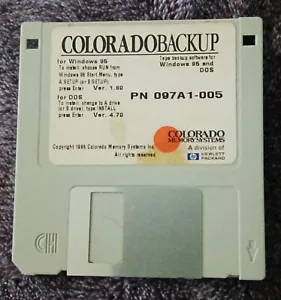 COLORADOBACKUP
for Windows 95
To install: choose RUN from
Windows 95 Start Menu, type
A:SETUP (or B:SETUP)
press Enter Ver. 1.60
for DOS
To install: change to A drive
(or B drive), type INSTALL
press Enter Ver. 4.70
Tape backup software for
Windows 95 and
DOS
PN 097A1-005
COLORADO
MEMORY SYSTEMS
A division of
HEWLETT
PACKARD
Copyright 1995 Colorado Memory Systems Inc
All rights reserved.